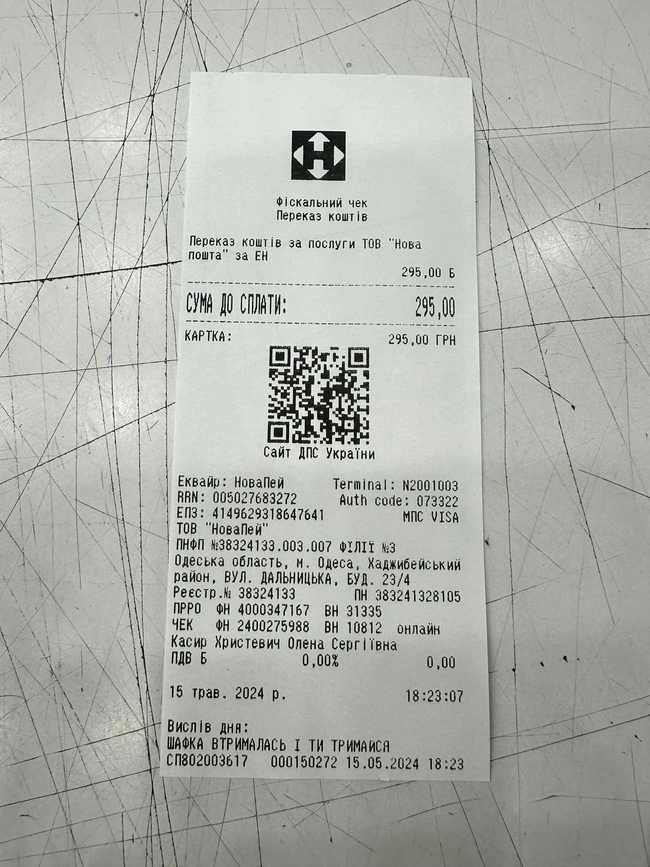 Фіскальний чек
Переказ коштів
Переказ коштів за послуги ТОВ "Нова
пошта" за ЕН
295,00 Б
СУМА ДО СПЛАТИ: 295,00
КАРТКА: 295,00 ГРН
Сайт ДПС України
Еквайр: НоваПей Terminal: N2001003
RRN: 005027683272 Auth code: 073322
ЕПЗ: 4149629318647641 МПС VISA
ТОВ "НоваПей"
ПНФП №38324133.003.007 ФІЛІЇ №3
Одеська область, м. Одеса, Хаджибейський
район, ВУЛ. ДАЛЬНИЦЬКА, БУД. 23/4
Реєстр.№ 38324133 ПН 383241328105
ПРРО ФН 4000347167 ВН 31335
ЧЕК ФН 2400275988 ВН 10812 онлайн
Касир Христевич Олена Сергіївна
ПДВ Б 0,00% 0,00
15 трав. 2024 р. 18:23:07
Вислів дня:
ШАФКА ВТРИМАЛАСЬ І ТИ ТРИМАЙСЯ
СП802003617 000150272 15.05.2024 18:23